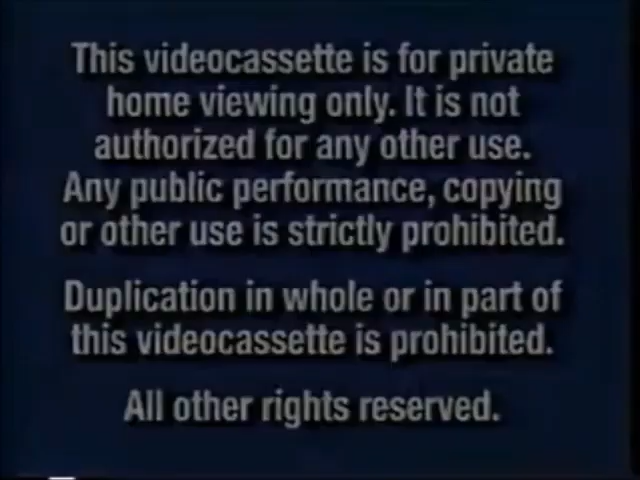 This videocassette is for private
home viewing only. It is not
authorized for any other use.
Any public performance, copying
or other use is strictly prohibited.
Duplication in whole or in part of
this videocassette is prohibited.
All other rights reserved.